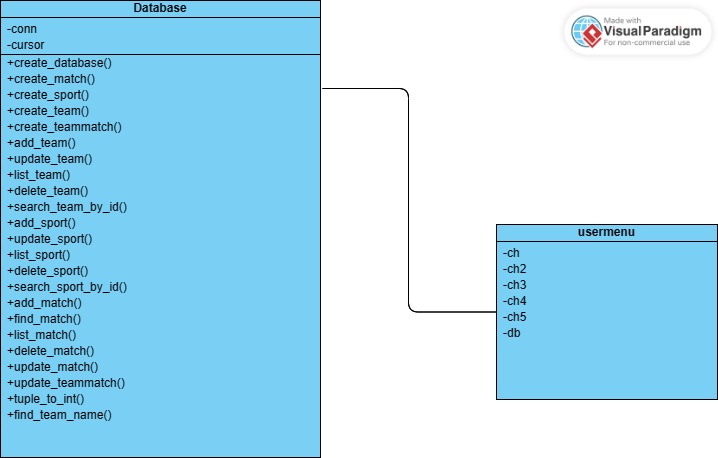 Database
-conn
-cursor
+create_database()
+create_match()
+create_sport()
+create_team()
+create_teammatch()
+add_team()
+update_team()
+list_team()
+delete_team()
+search_team_by_id()
+add_sport()
+update_sport()
+list_sport()
+delete_sport()
+search_sport_by_id()
+add_match()
+find_match()
+list_match()
+delete_match()
+update_match()
+update_teammatch()
+tuple_to_int()
+find_team_name()
Made with
Visual Paradigm
For non-commercial use
usermenu
-ch
-ch2
-ch3
-ch4
-ch5
-db